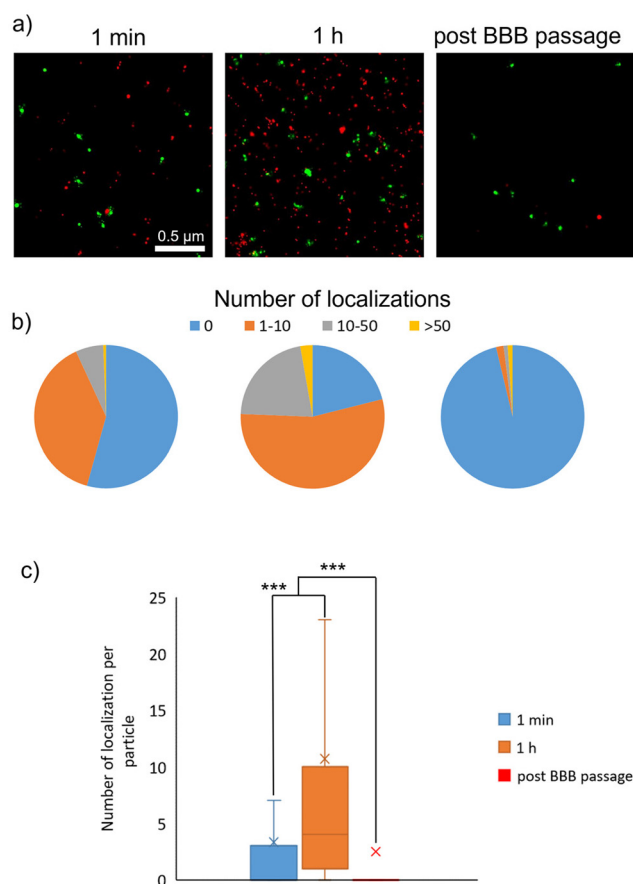 a)
1 min 1 h post BBB passage
0.5 µm
Number of localizations
b) 0 1-10 10-50 >50
c)
*** ***
25
20
15
10
5
0
Number of localization per
particle
1 min
1 h
post BBB passage